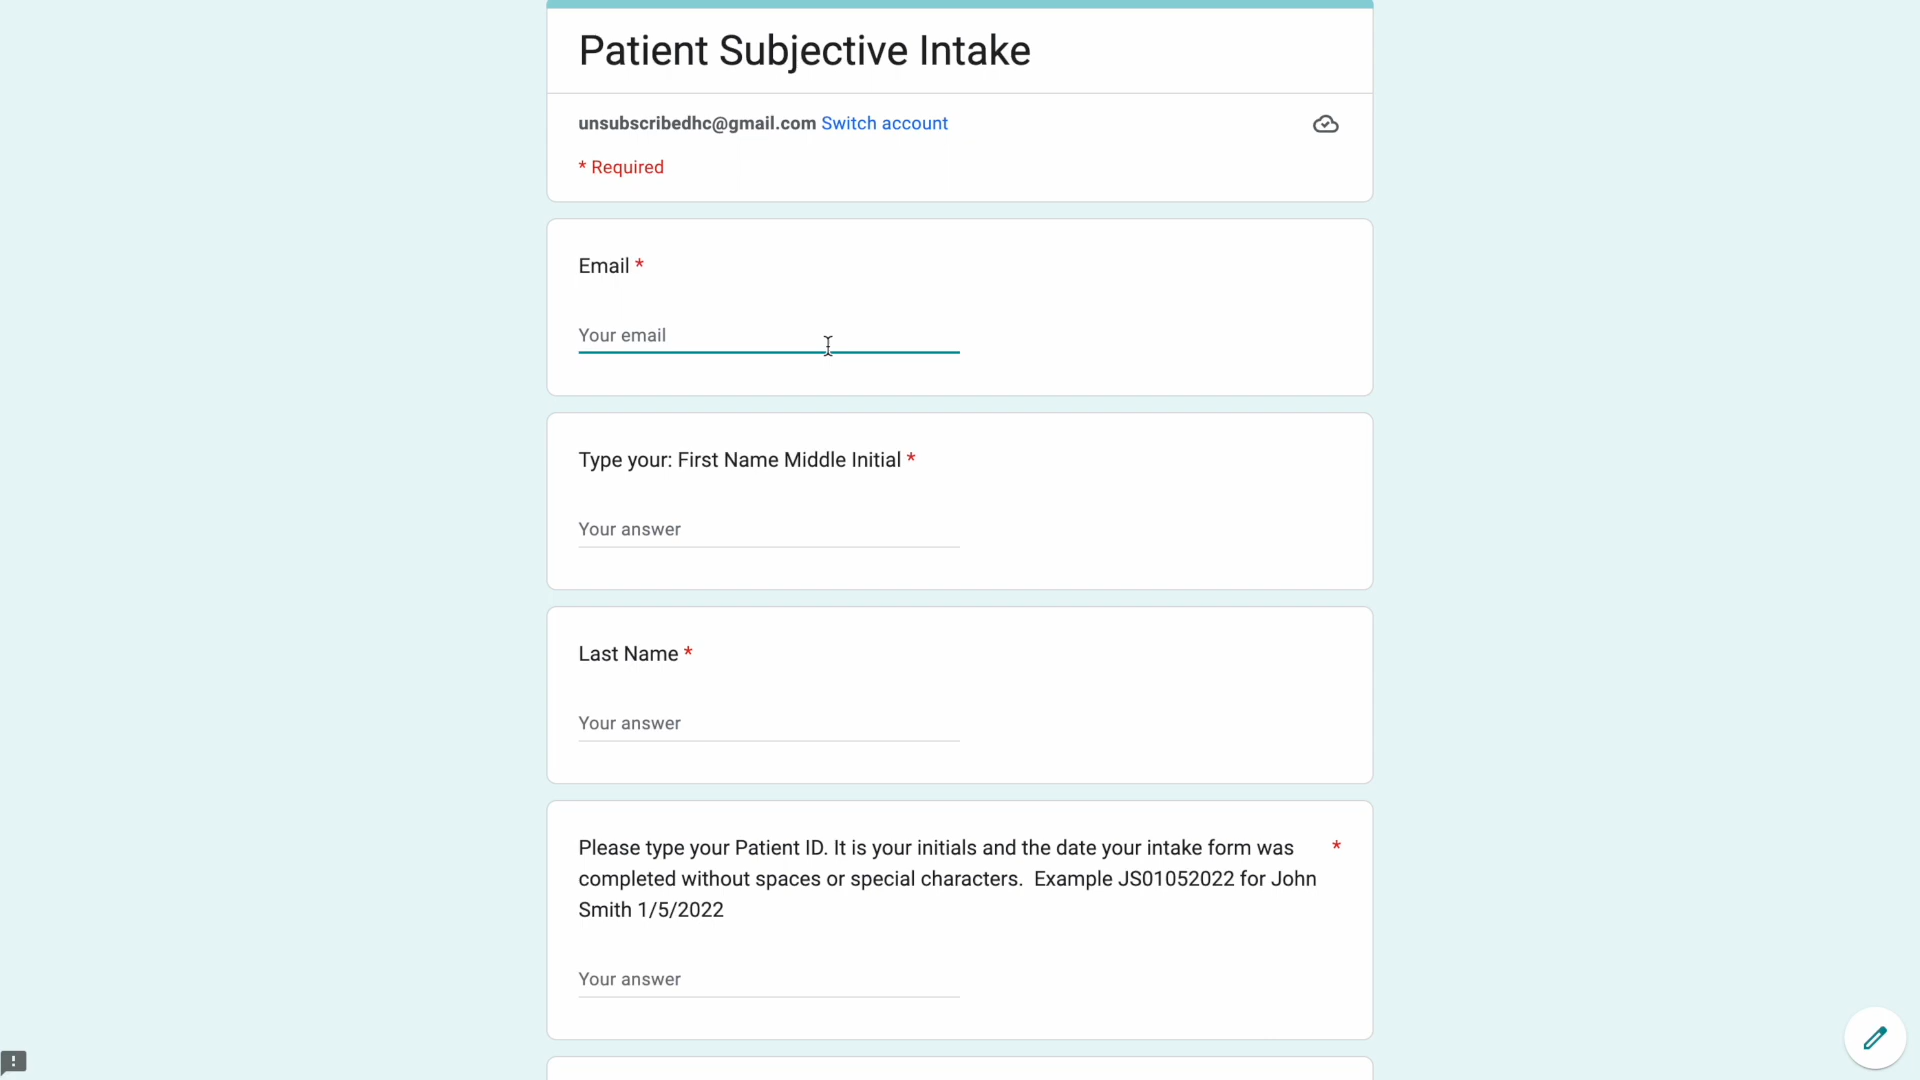 Patient Subjective Intake
unsubscribedhc@gmail.com Switch account
* Required
Email *
Your email
Type your: First Name Middle Initial *
Your answer
Last Name *
Your answer
Please type your Patient ID. It is your initials and the date your intake form was *
completed without spaces or special characters.  Example JS01052022 for John
Smith 1/5/2022
Your answer